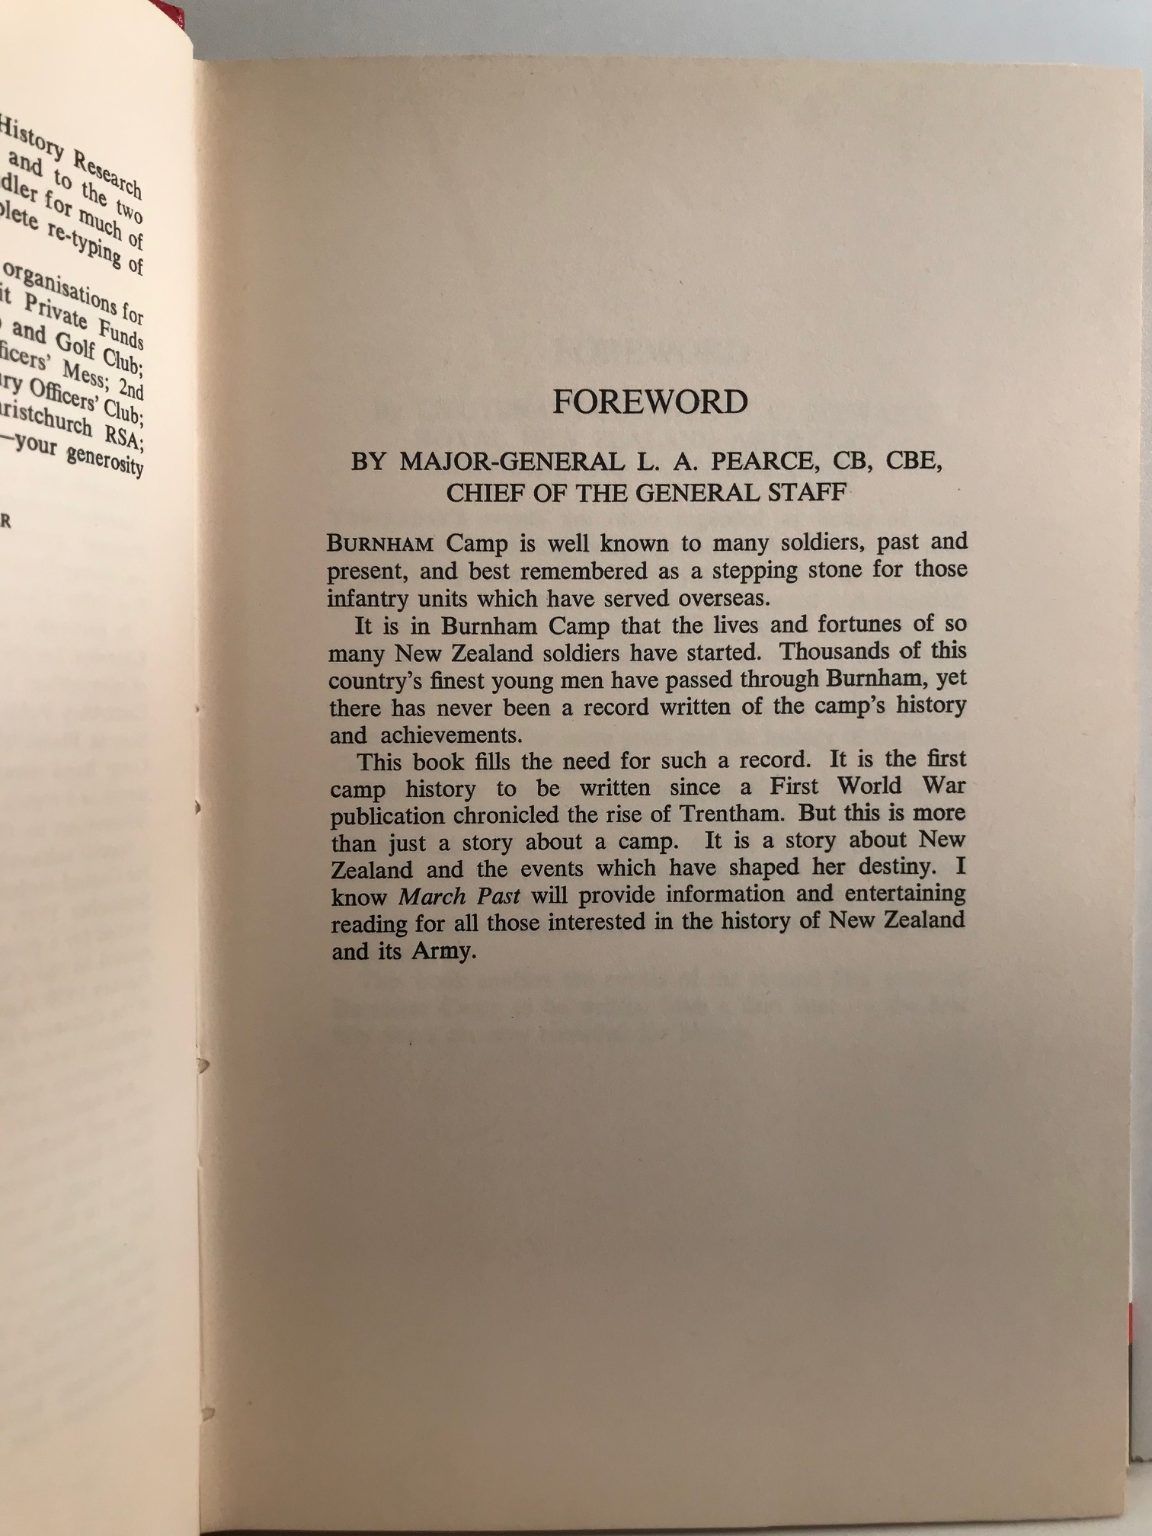 History Research
and to the two
for much of
re-typing of
organisations for
Private Funds
and Golf Club;
Mess; 2nd
Officers' Club;
RSA;
—your generosity
R
FOREWORD
BY MAJOR-GENERAL L. A. PEARCE, CB, CBE,
CHIEF OF THE GENERAL STAFF
BURNHAM Camp is well known to many soldiers, past and
present, and best remembered as a stepping stone for those
infantry units which have served overseas.
It is in Burnham Camp that the lives and fortunes of so
many New Zealand soldiers have started. Thousands of this
country's finest young men have passed through Burnham, yet
there has never been a record written of the camp's history
and achievements.
This book fills the need for such a record. It is the first
camp history to be written since a First World War
publication chronicled the rise of Trentham. But this is more
than just a story about a camp. It is a story about New
Zealand and the events which have shaped her destiny. I
know March Past will provide information and entertaining
reading for all those interested in the history of New Zealand
and its Army.